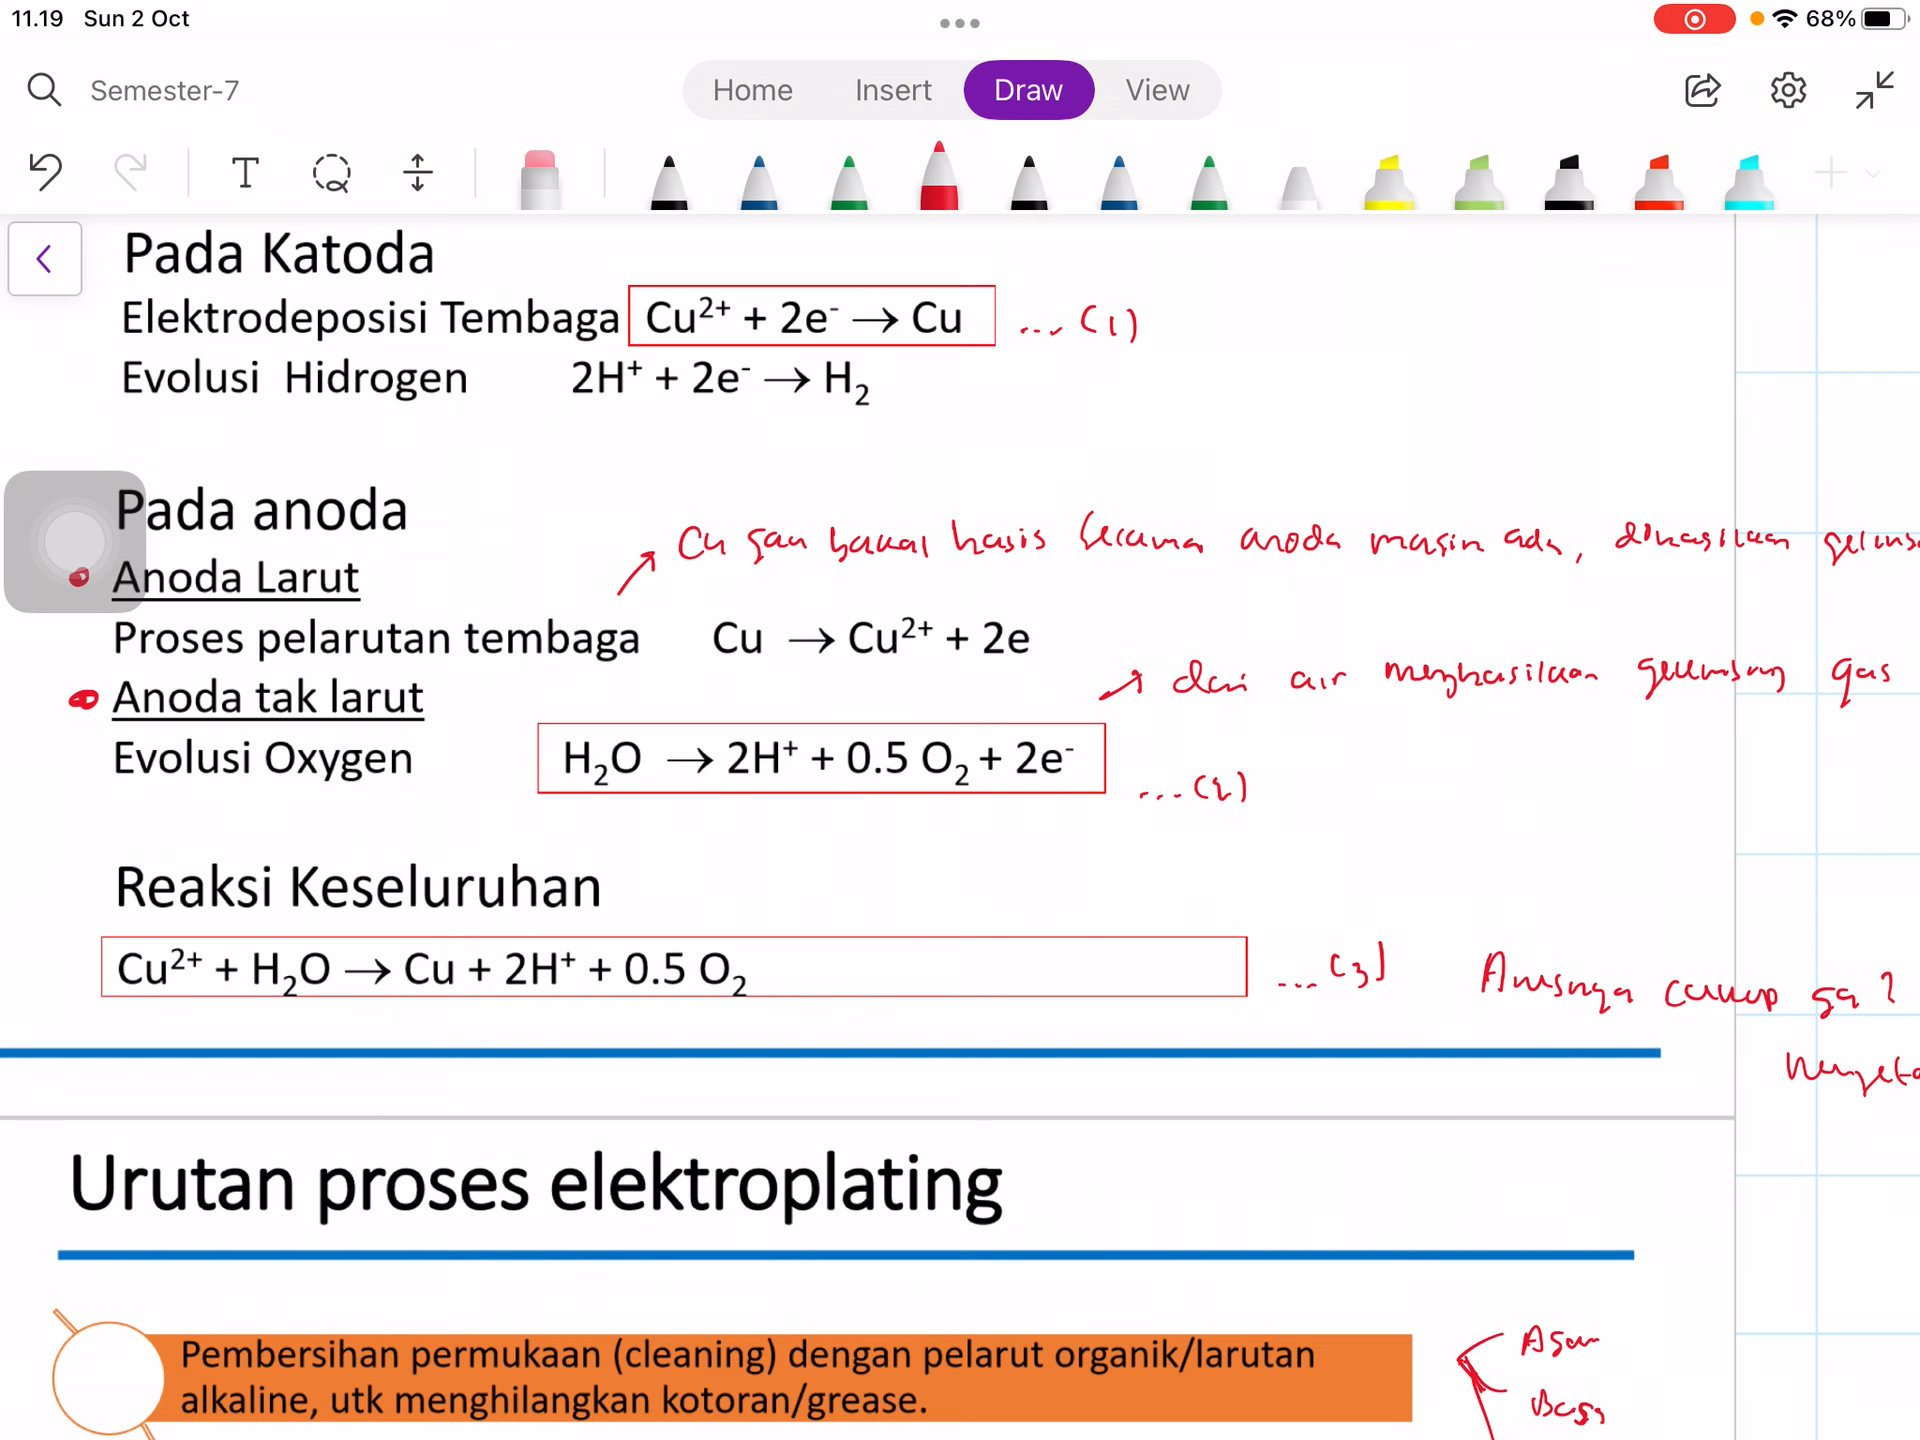 11.19 Sun 2 Oct
68%
Semester-7
Home Insert Draw View
T
Pada Katoda
Elektrodeposisi Tembaga Cu²⁺ + 2e⁻ → Cu ... (1)
Evolusi Hidrogen 2H⁺ + 2e⁻ → H₂
Pada anoda
Cu gan bakal habis selama anoda masih ada, dihasilkan
Anoda Larut
Proses pelarutan tembaga Cu → Cu²⁺ + 2e
dari air menghasilkan gelembung gas
Anoda tak larut
Evolusi Oxygen H₂O → 2H⁺ + 0.5 O₂ + 2e⁻
... (2)
Reaksi Keseluruhan
Cu²⁺ + H₂O → Cu + 2H⁺ + 0.5 O₂ ... (3)
Arusnya cukup ga ?
Urutan proses elektroplating
Pembersihan permukaan (cleaning) dengan pelarut organik/larutan
alkaline, utk menghilangkan kotoran/grease.
Asam
Basa